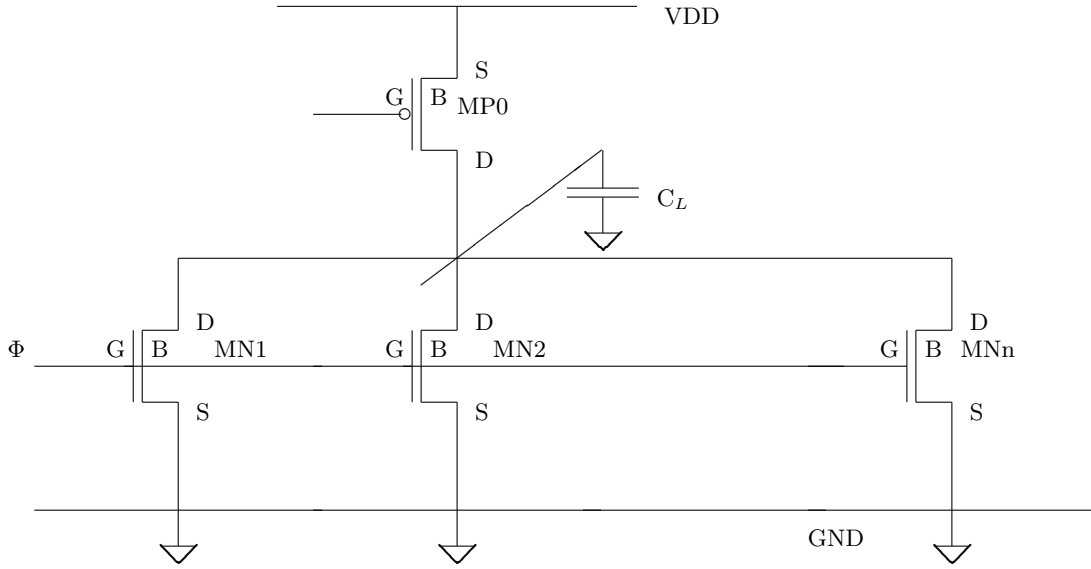 VDD
S
G B MP0
D
C_L
D D D
Φ G B MN1 G B MN2 G B MNn
S S S
GND